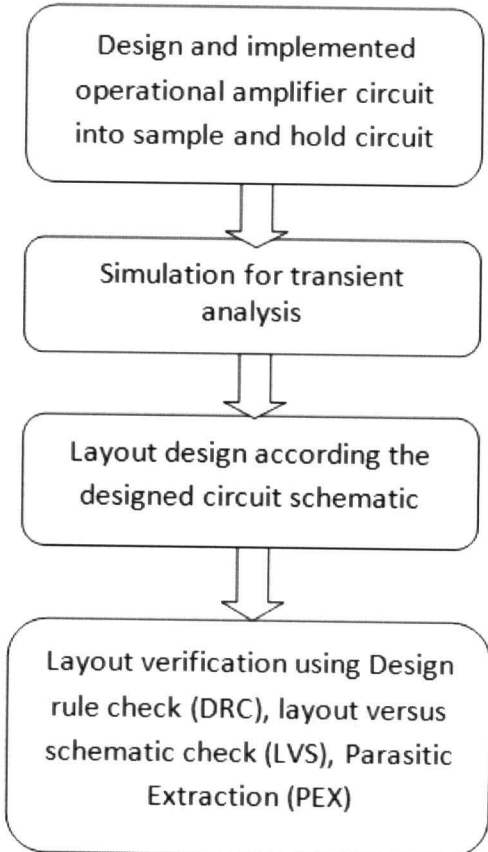 Design and implemented
operational amplifier circuit
into sample and hold circuit
Simulation for transient
analysis
Layout design according the
designed circuit schematic
Layout verification using Design
rule check (DRC), layout versus
schematic check (LVS), Parasitic
Extraction (PEX)